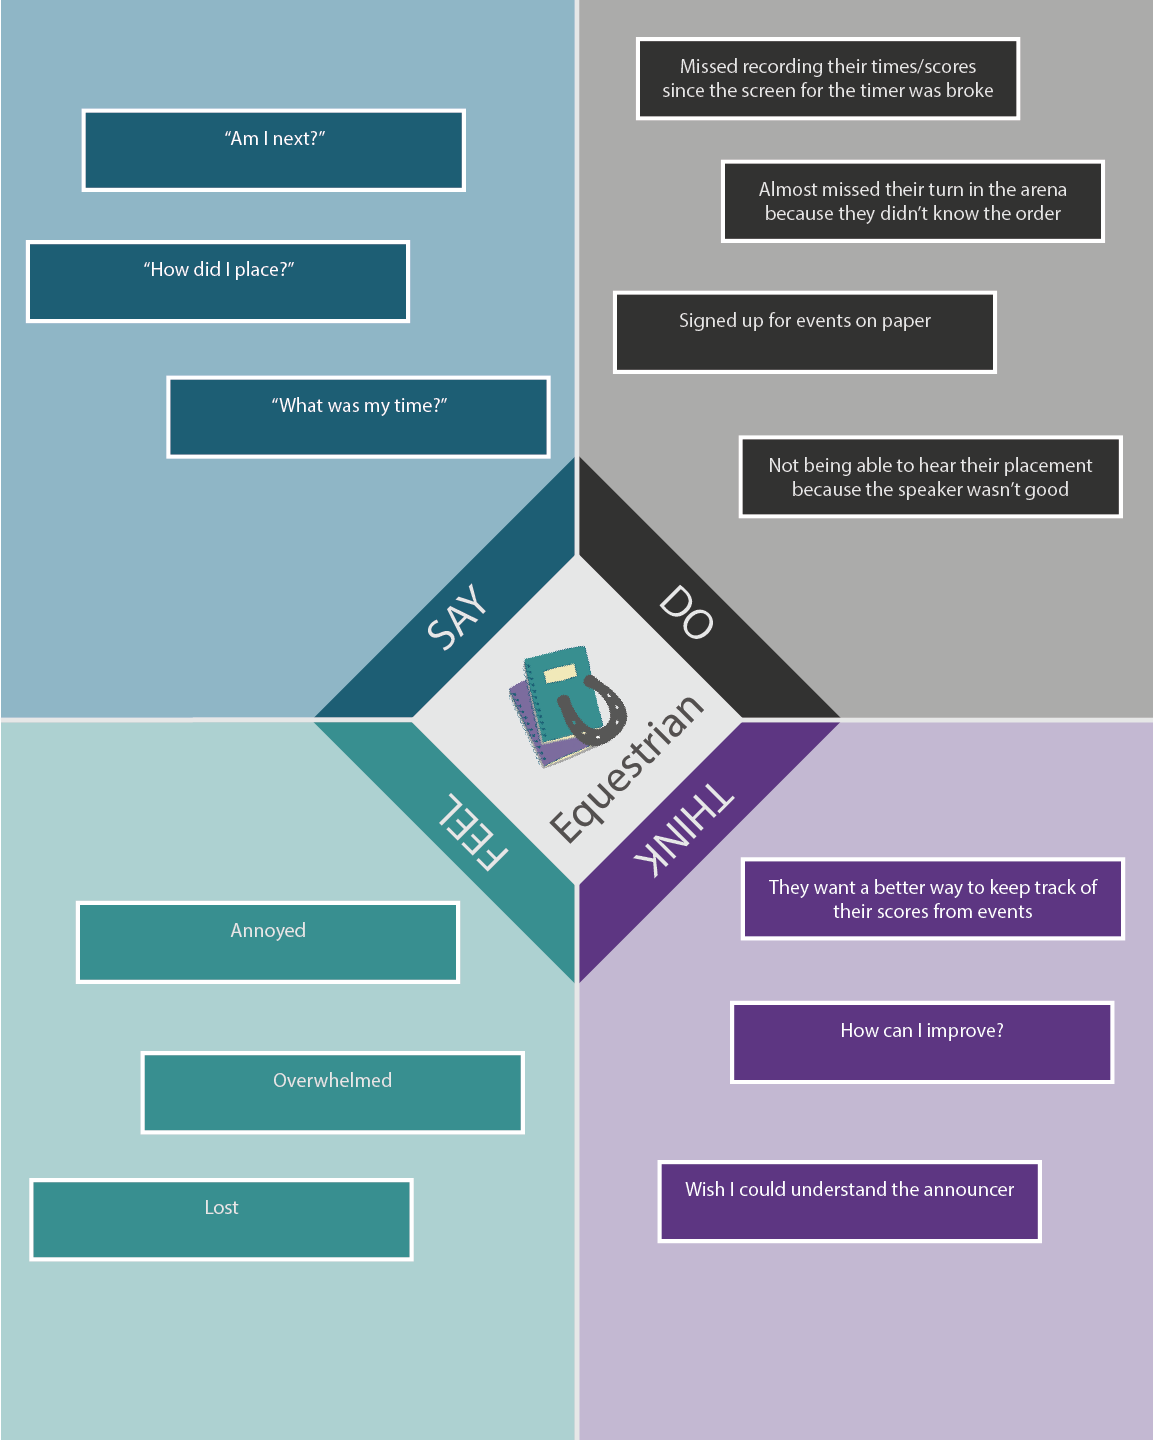 “Am I next?”
“How did I place?”
“What was my time?”
SAY
Missed recording their times/scores
since the screen for the timer was broke
Almost missed their turn in the arena
because they didn’t know the order
Signed up for events on paper
Not being able to hear their placement
because the speaker wasn’t good
DO
Equestrian
FEEL
Annoyed
Overwhelmed
Lost
THINK
They want a better way to keep track of
their scores from events
How can I improve?
Wish I could understand the announcer